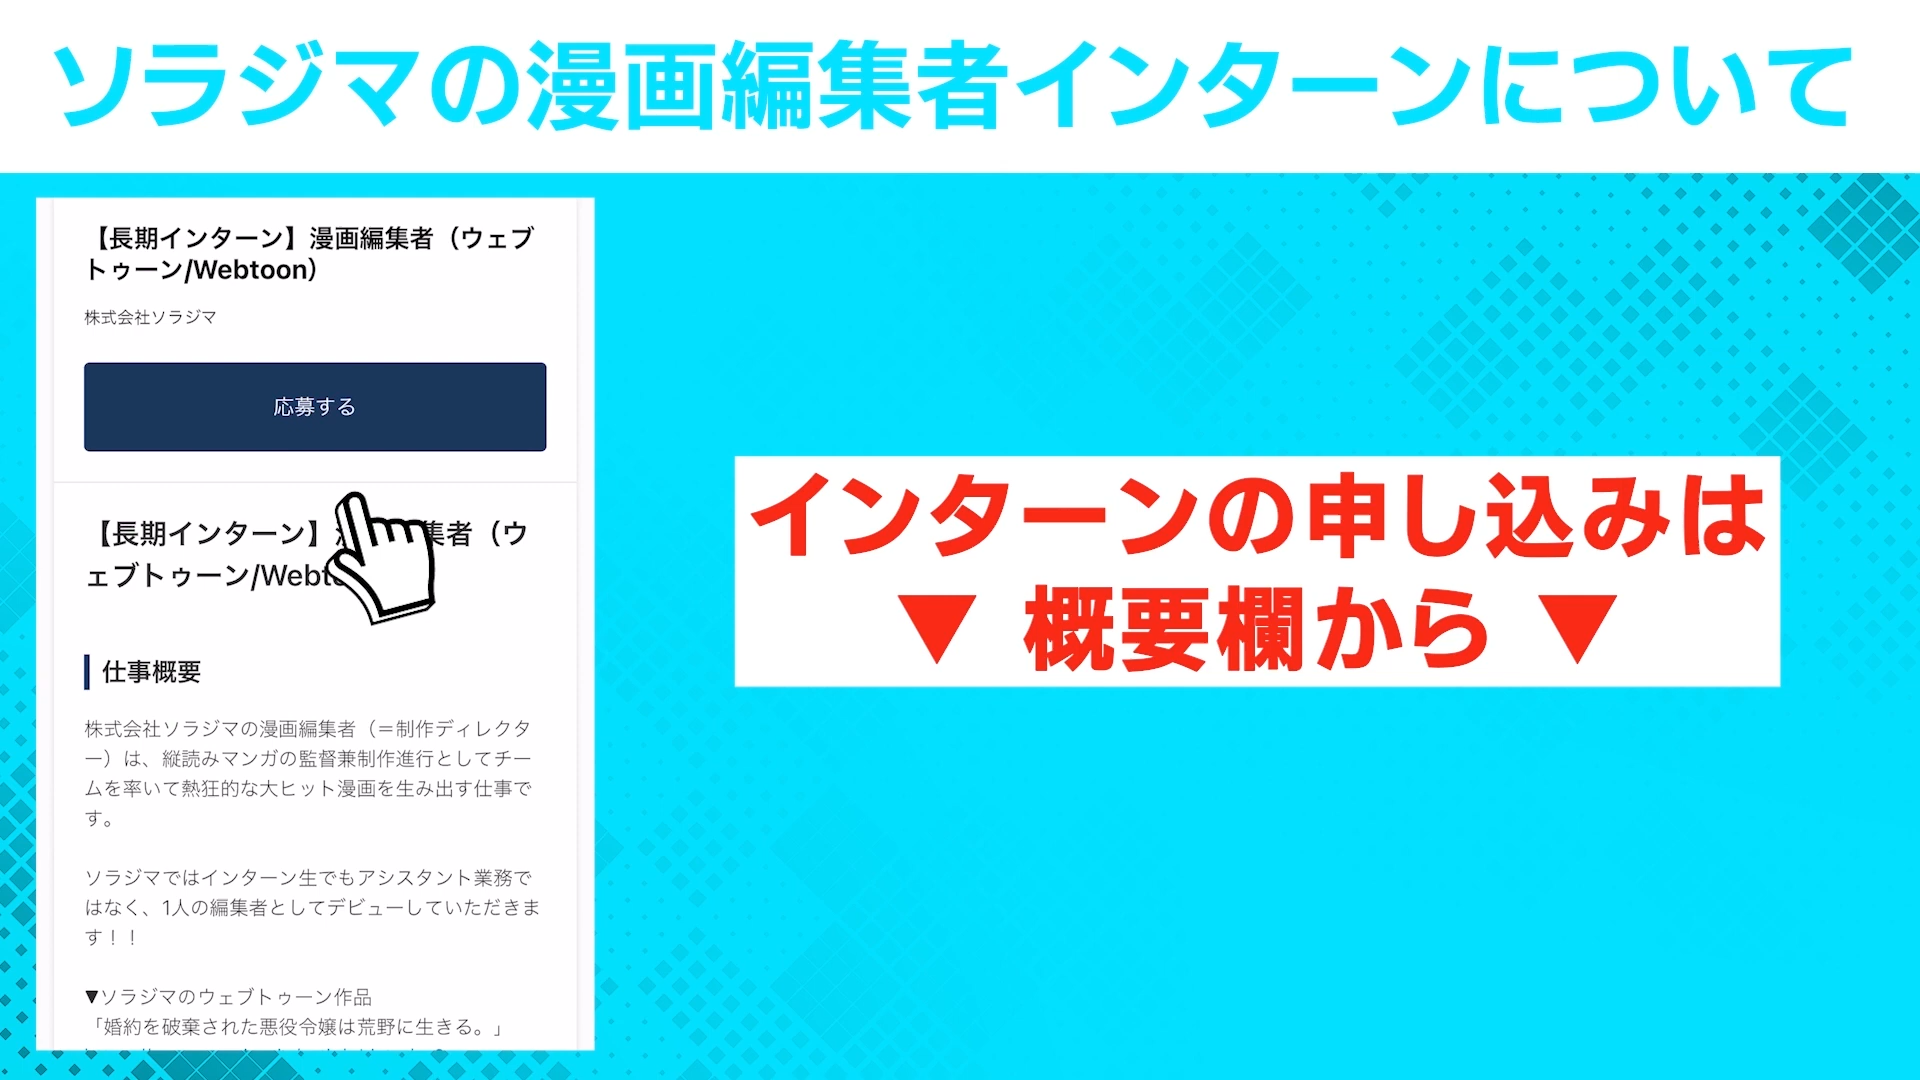 ソラジマの漫画編集者インターンについて
【長期インターン】漫画編集者（ウェブ
トゥーン/Webtoon）
株式会社ソラジマ
応募する
【長期インターン】 集者（ウ
ェブトゥーン/Webt
仕事概要
株式会社ソラジマの漫画編集者（＝制作ディレクタ
ー）は、縦読みマンガの監督兼制作進行としてチー
ムを率いて熱狂的な大ヒット漫画を生み出す仕事で
す。
ソラジマではインターン生でもアシスタント業務で
はなく、1人の編集者としてデビューしていただきま
す！！
▼ソラジマのウェブトゥーン作品
「婚約を破棄された悪役令嬢は荒野に生きる。」
インターンの申し込みは
▼ 概要欄から ▼